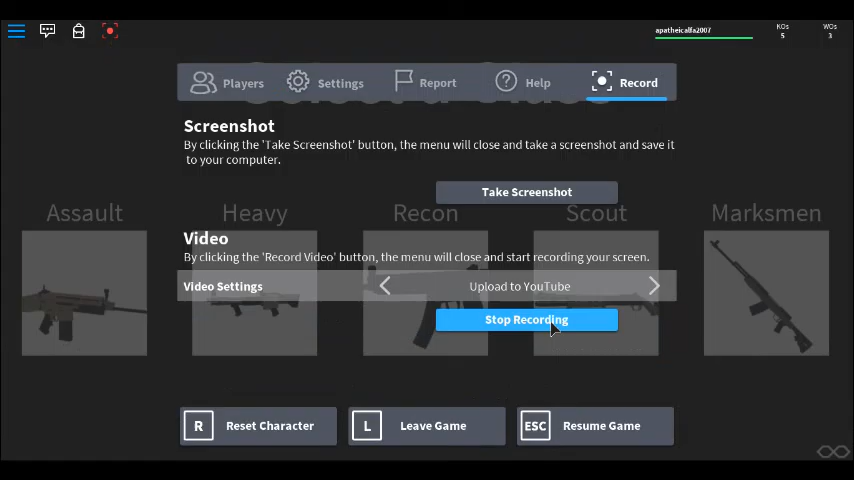 apatheicalfa2007
KOs
WOs
5
3
Players
Settings
Report
Help
Record
Screenshot
By clicking the 'Take Screenshot' button, the menu will close and take a screenshot and save it
to your computer.
Take Screenshot
Assault
Heavy
Recon
Scout
Marksmen
Video
By clicking the 'Record Video' button, the menu will close and start recording your screen.
Video Settings
Upload to YouTube
Stop Recording
R
Reset Character
L
Leave Game
ESC
Resume Game